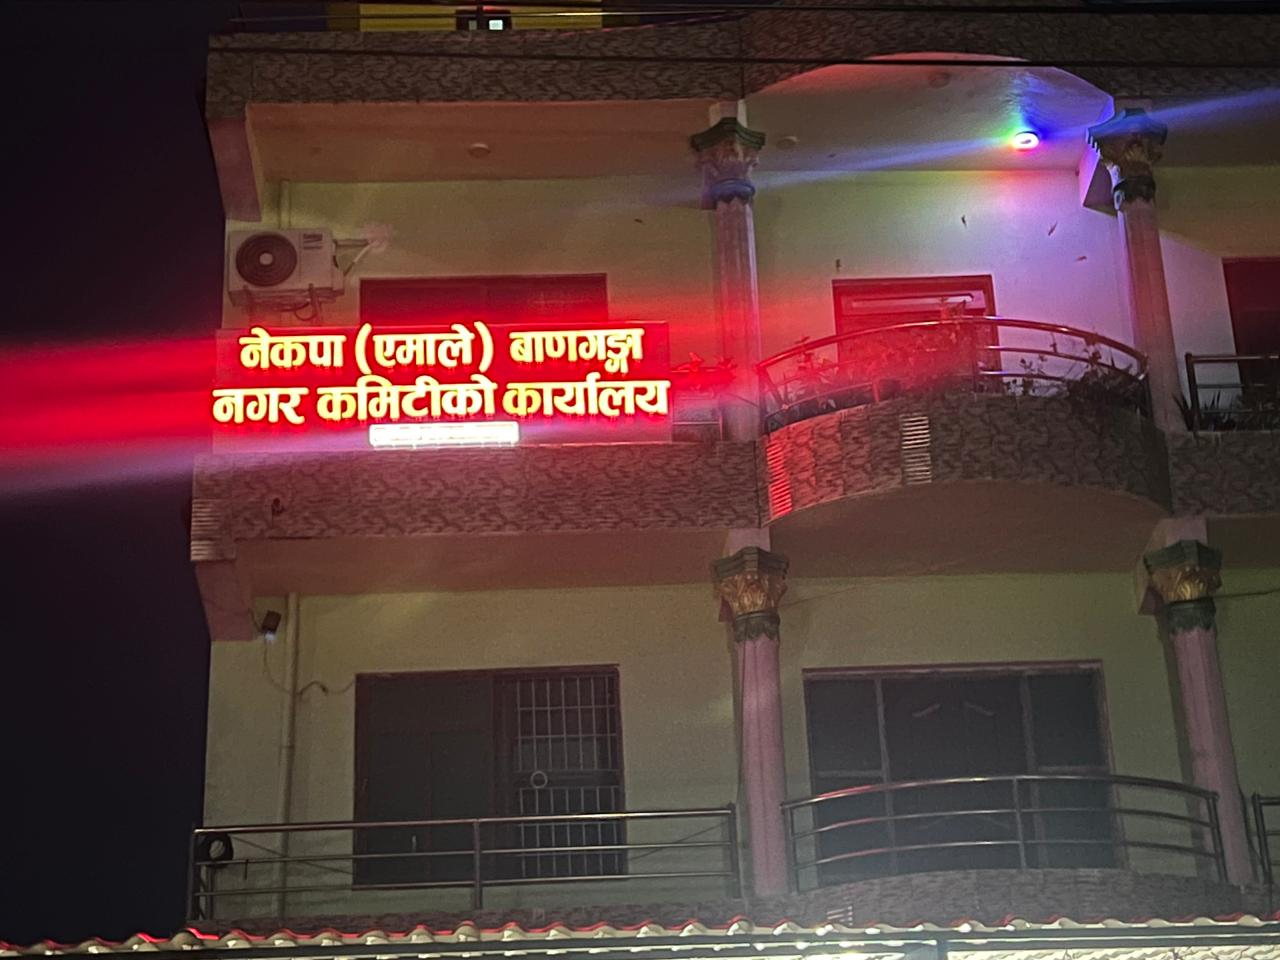 नेकपा (एमाले) बाणगङ्गा
नगर कमिटीको कार्यालय